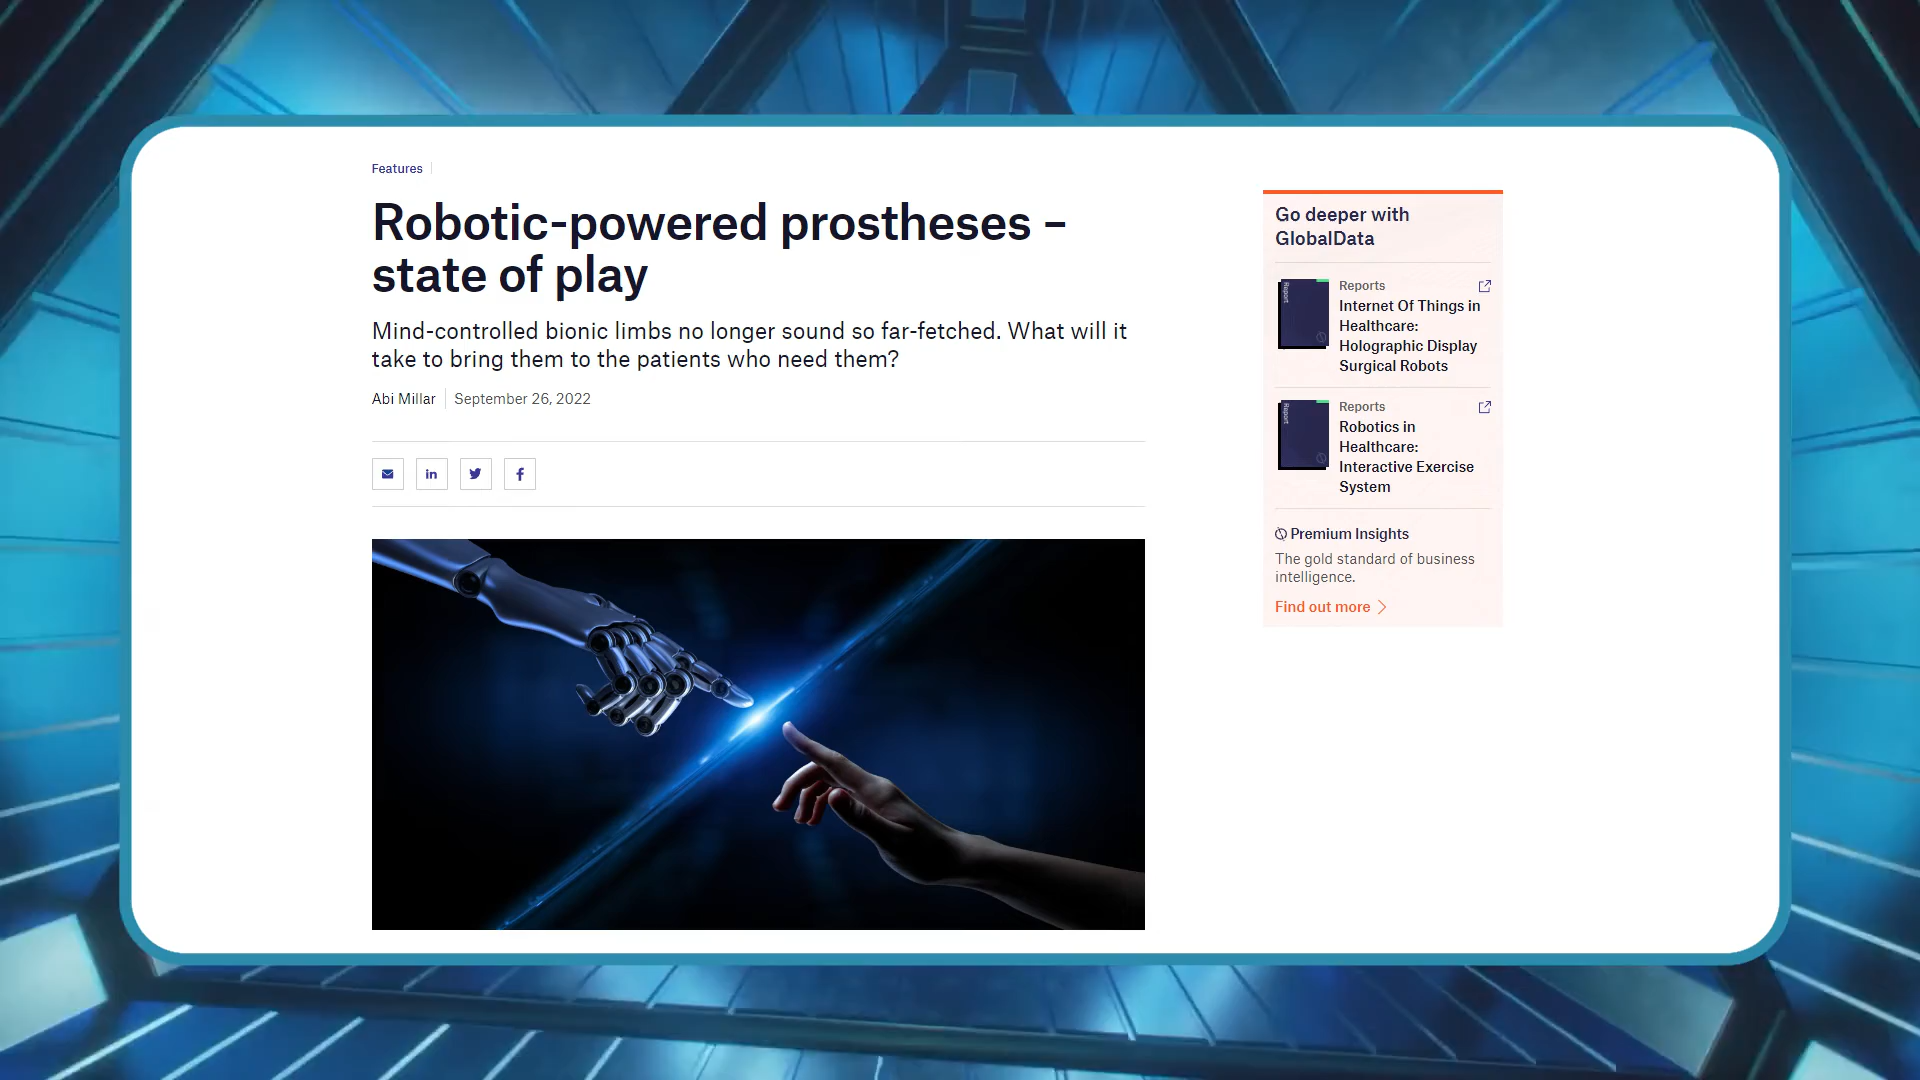 Features
Robotic-powered prostheses –
state of play
Mind-controlled bionic limbs no longer sound so far-fetched. What will it
take to bring them to the patients who need them?
Abi Millar
September 26, 2022
Go deeper with
GlobalData
Report
Reports
Internet Of Things in
Healthcare:
Holographic Display
Surgical Robots
Report
Reports
Robotics in
Healthcare:
Interactive Exercise
System
Premium Insights
The gold standard of business
intelligence.
Find out more